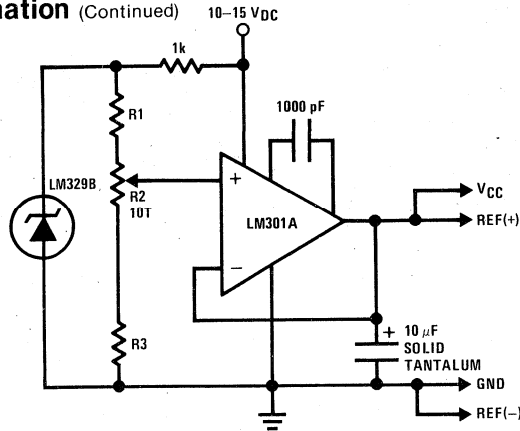 nation (Continued)
10–15 VDC
1k
1000 pF
R1
LM329B
R2
10T
+
LM301A
−
VCC
REF(+)
R3
+ 10 µF
SOLID
TANTALUM
GND
REF(−)